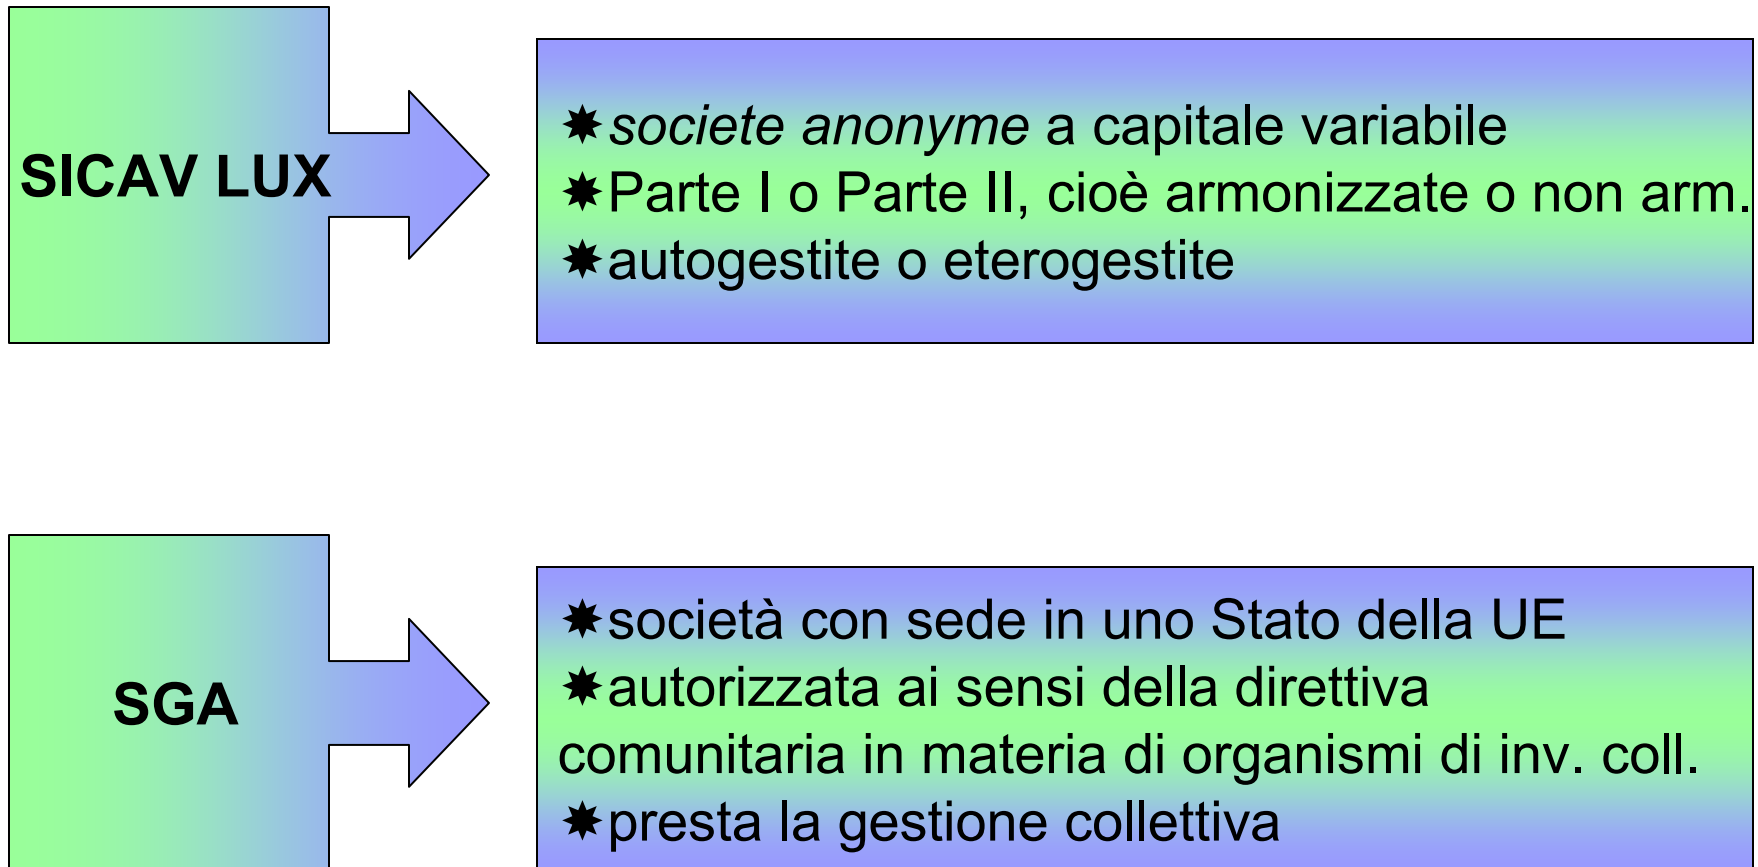 SICAV LUX
✸societe anonyme a capitale variabile
✸Parte I o Parte II, cioè armonizzate o non arm.
✸autogestite o eterogestite
SGA
✸società con sede in uno Stato della UE
✸autorizzata ai sensi della direttiva
comunitaria in materia di organismi di inv. coll.
✸presta la gestione collettiva